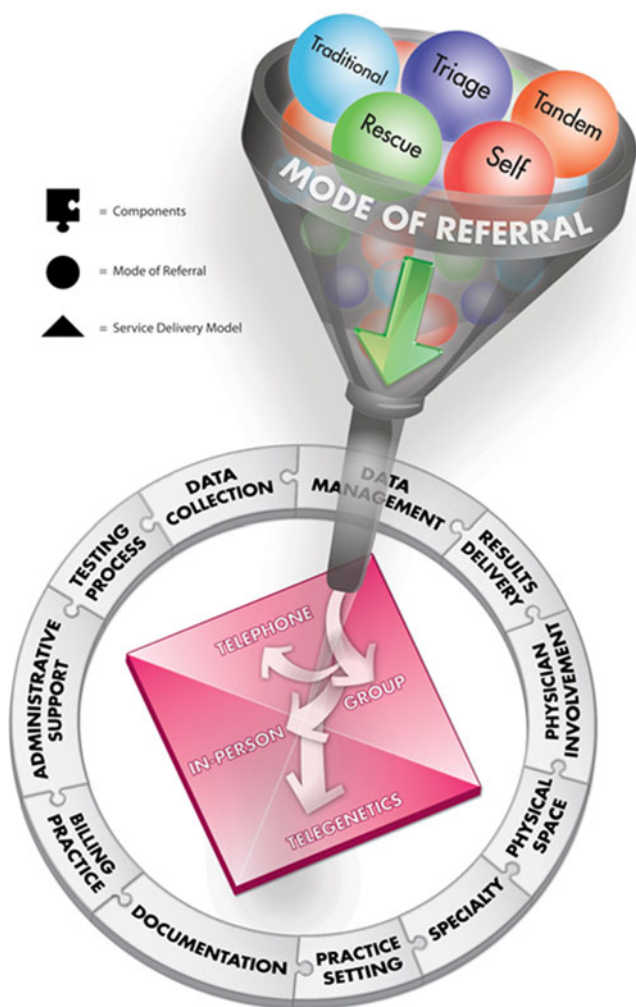 Traditional
Triage
Tandem
Rescue
Self
MODE OF REFERRAL
= Components
= Mode of Referral
= Service Delivery Model
DATA
COLLECTION
DATA
MANAGEMENT
RESULTS
DELIVERY
PHYSICIAN
INVOLVEMENT
PHYSICAL
SPACE
SPECIALTY
PRACTICE
SETTING
DOCUMENTATION
BILLING
PRACTICE
ADMINISTRATIVE
SUPPORT
TESTING
PROCESS
TELEPHONE
GROUP
IN-PERSON
TELEGENETICS